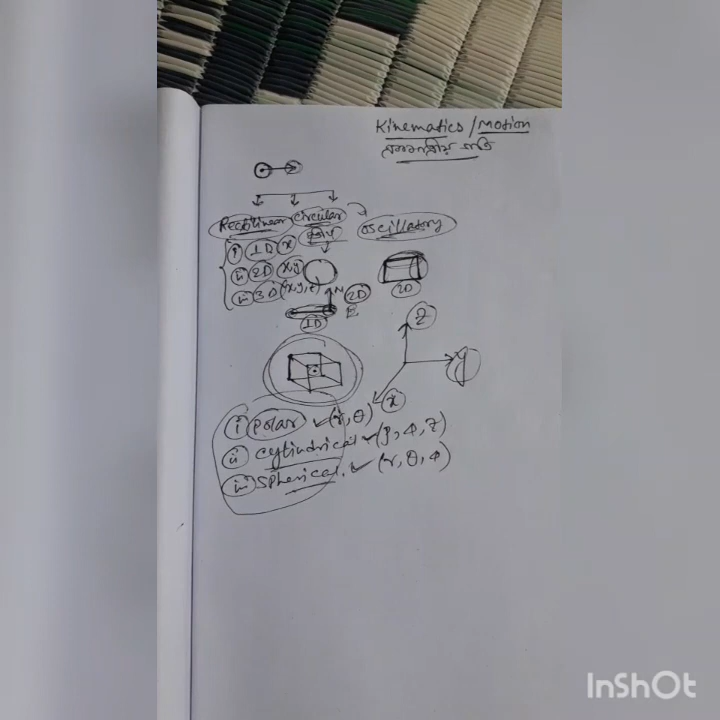 Kinematics / Motion
Rectilinear circular oscillatory
i 1D x
ii 2D x,y
iii 3D (x,y,z)
N
2D 2D
E
1D
z
y
x
i polar (r, θ)
ii cylindrical (ρ, φ, z)
iii spherical. (r, θ, φ)
InShOt